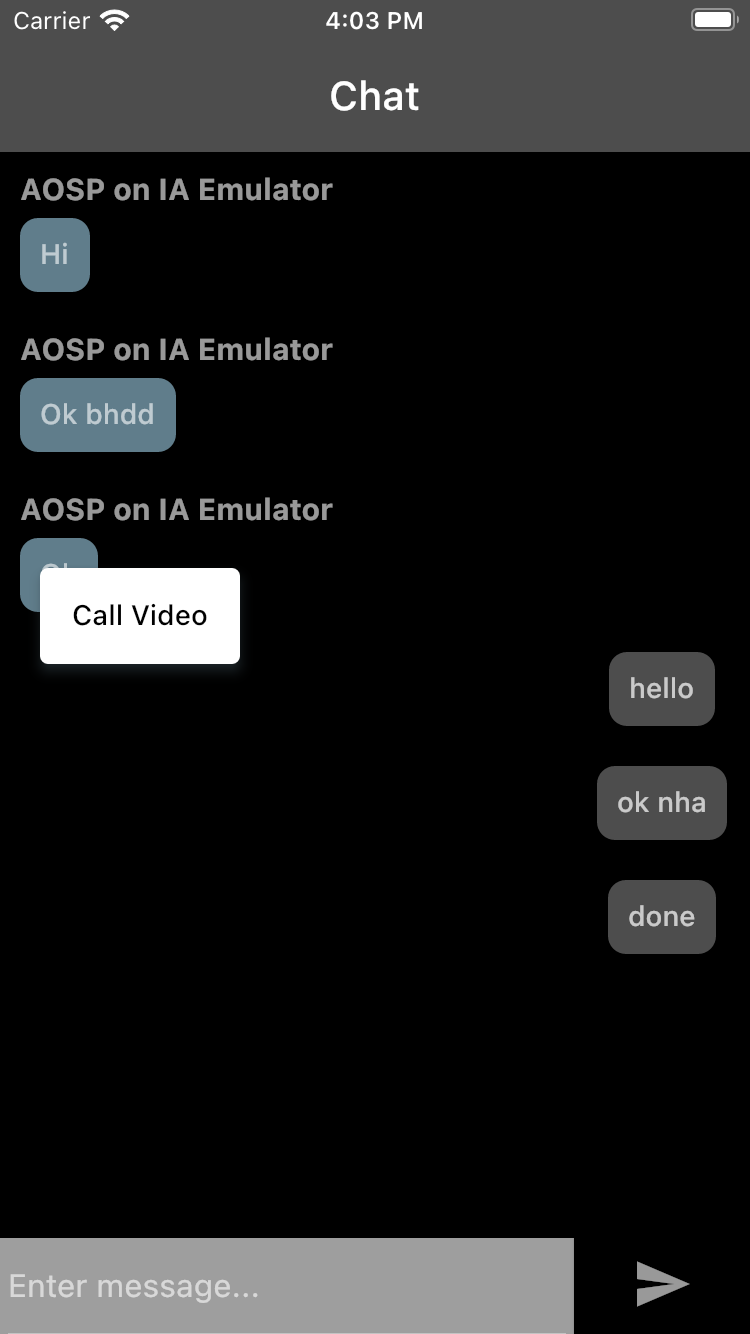 Carrier 4:03 PM
Chat
AOSP on IA Emulator
Hi
AOSP on IA Emulator
Ok bhdd
AOSP on IA Emulator
Call Video
hello
ok nha
done
Enter message...